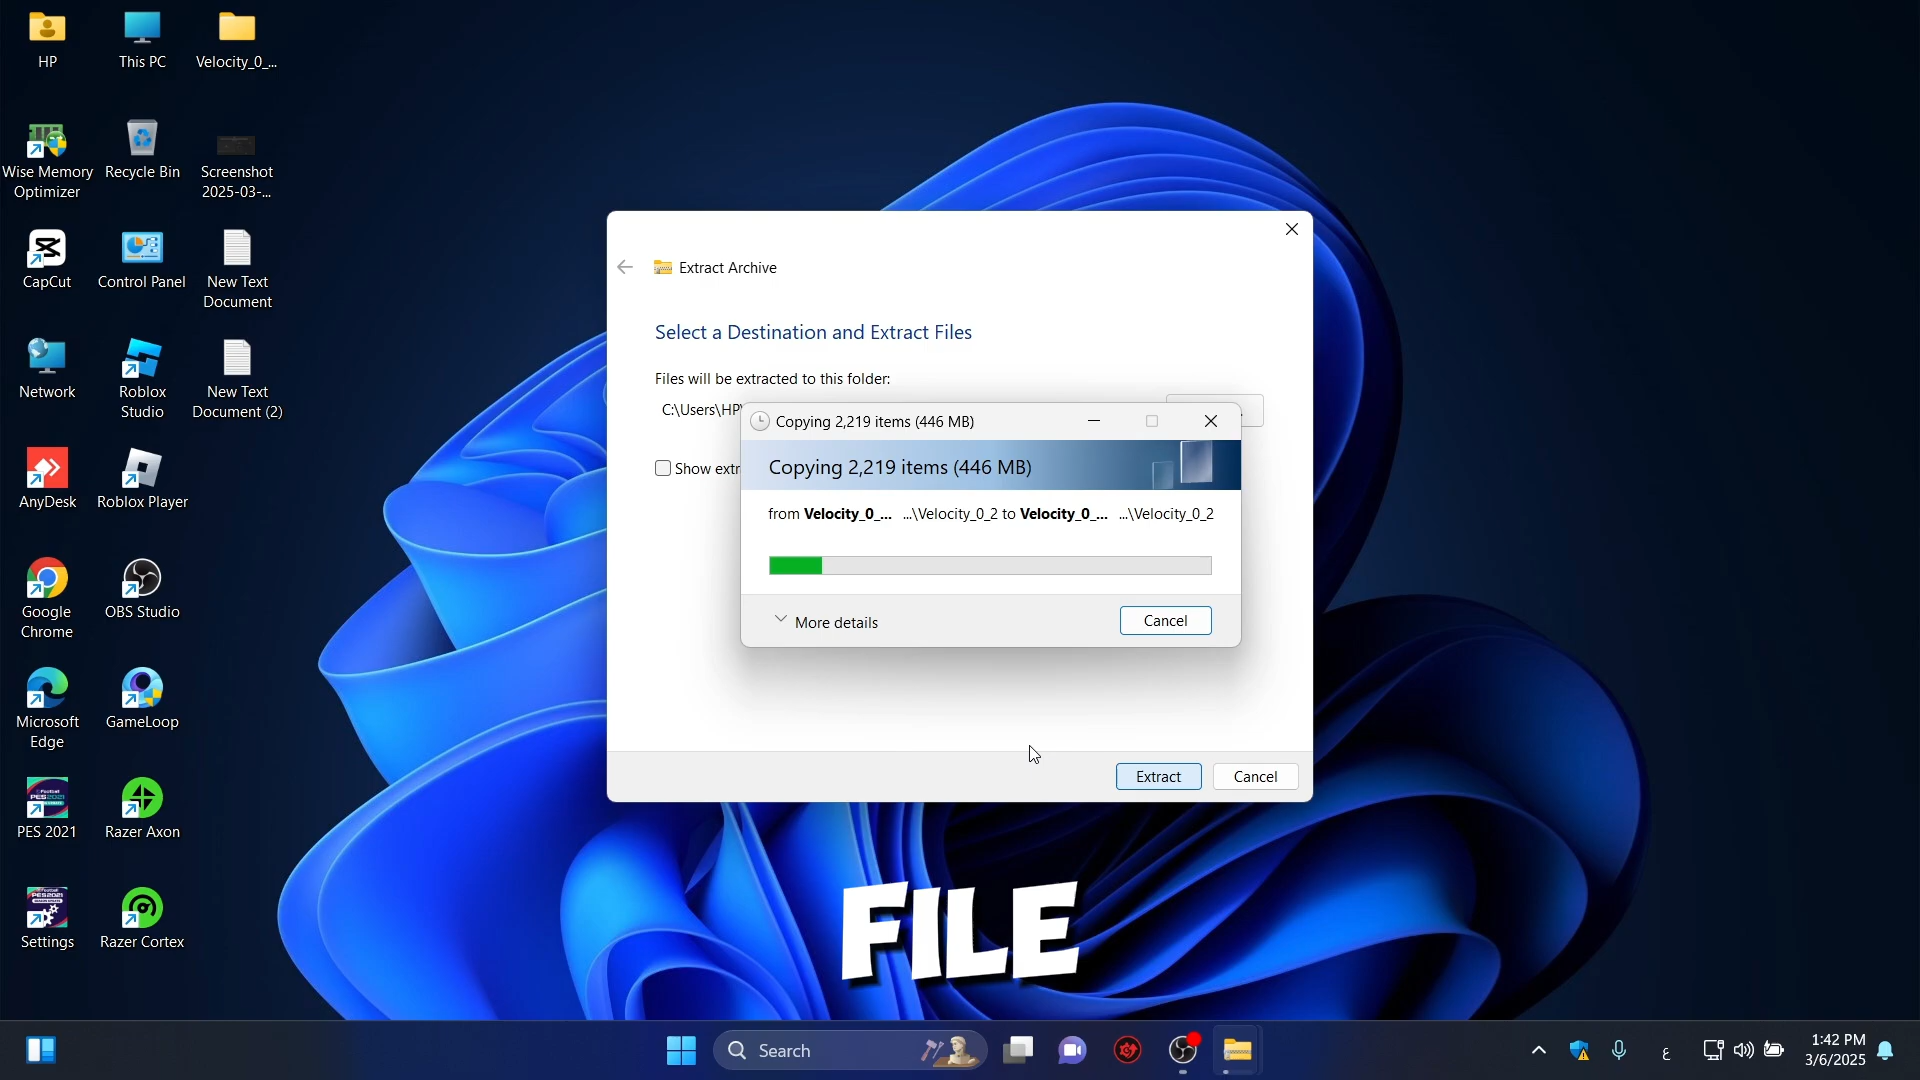 HP
This PC
Velocity_0_...
Wise Memory
Optimizer
Recycle Bin
Screenshot
2025-03-...
CapCut
Control Panel
New Text
Document
Network
Roblox
Studio
New Text
Document (2)
AnyDesk
Roblox Player
Google
Chrome
OBS Studio
Microsoft
Edge
GameLoop
PES 2021
Razer Axon
Settings
Razer Cortex
Extract Archive
Select a Destination and Extract Files
Files will be extracted to this folder:
C:\Users\HP\
Show extr
Copying 2,219 items (446 MB)
Copying 2,219 items (446 MB)
from Velocity_0_... ...\Velocity_0_2 to Velocity_0_... ...\Velocity_0_2
More details
Cancel
Extract
Cancel
FILE
Search
ع
1:42 PM
3/6/2025